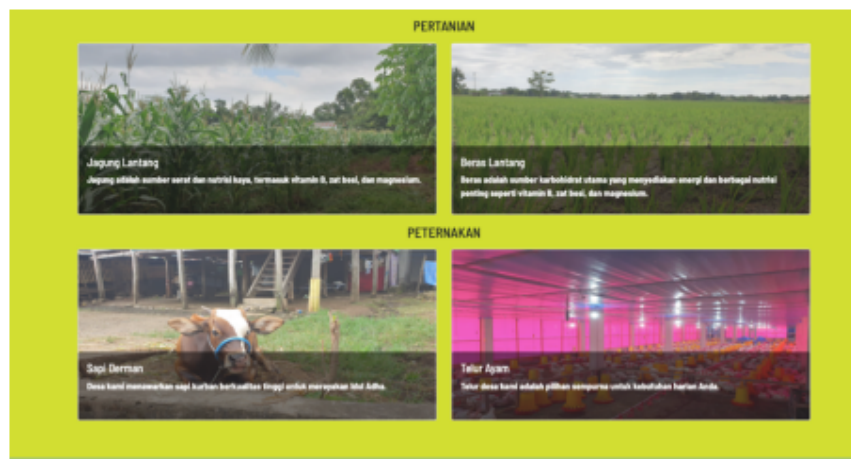 PERTANIAN
Jagung Lantang
Jagung adalah sumber serat dan nutrisi kaya, termasuk vitamin B, zat besi, dan magnesium.
Beras Lantang
Beras adalah sumber karbohidrat utama yang menyediakan energi dan berbagai nutrisi
penting seperti vitamin B, zat besi, dan magnesium.
PETERNAKAN
Sapi Derman
Desa kami menawarkan sapi kurban berkualitas tinggi untuk merayakan Idul Adha.
Telur Ayam
Telur desa kami adalah pilihan sempurna untuk kebutuhan harian Anda.